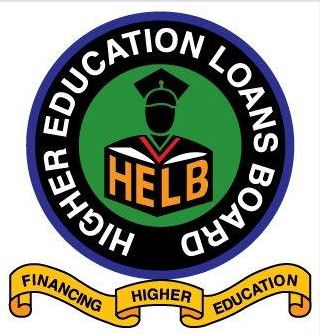 HIGHER EDUCATION LOANS BOARD
HELB
FINANCING HIGHER EDUCATION